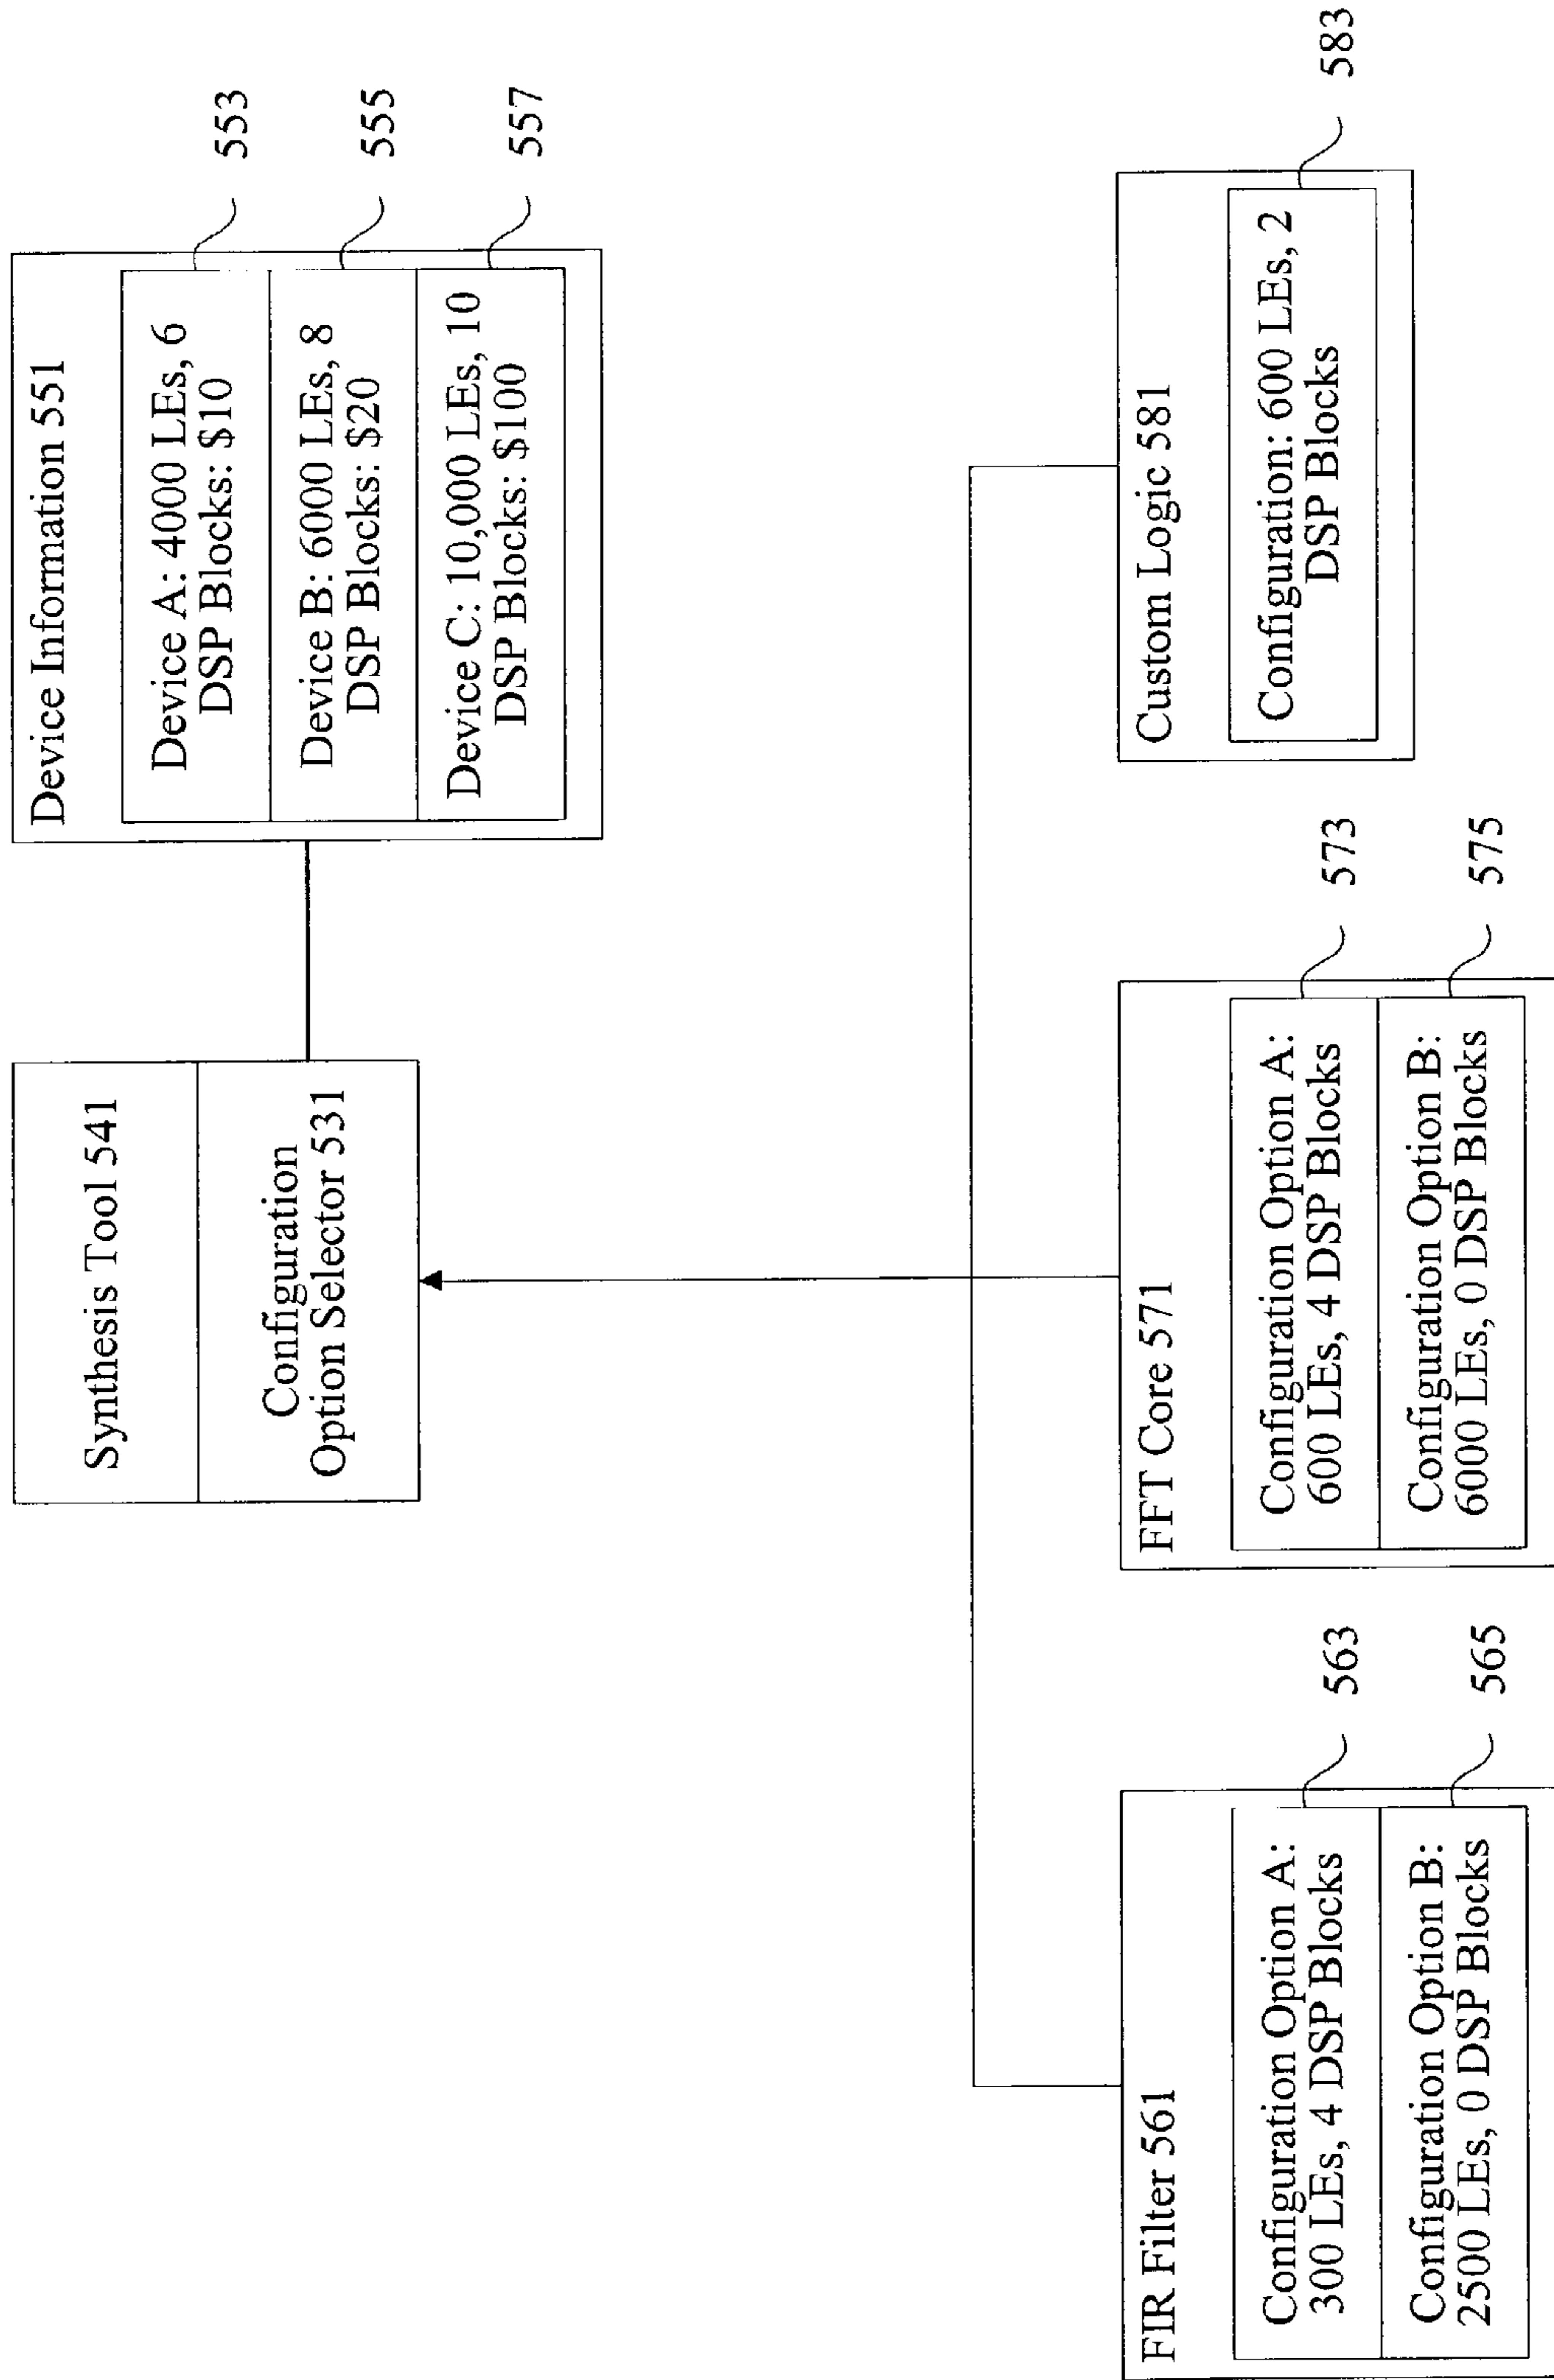 Synthesis Tool 541
Configuration
Option Selector 531
Device Information 551
Device A: 4000 LEs, 6
DSP Blocks: $10
553
Device B: 6000 LEs, 8
DSP Blocks: $20
555
Device C: 10,000 LEs, 10
DSP Blocks: $100
557
FIR Filter 561
Configuration Option A:
300 LEs, 4 DSP Blocks
563
Configuration Option B:
2500 LEs, 0 DSP Blocks
565
FFT Core 571
Configuration Option A:
600 LEs, 4 DSP Blocks
573
Configuration Option B:
6000 LEs, 0 DSP Blocks
575
Custom Logic 581
Configuration: 600 LEs, 2
DSP Blocks
583